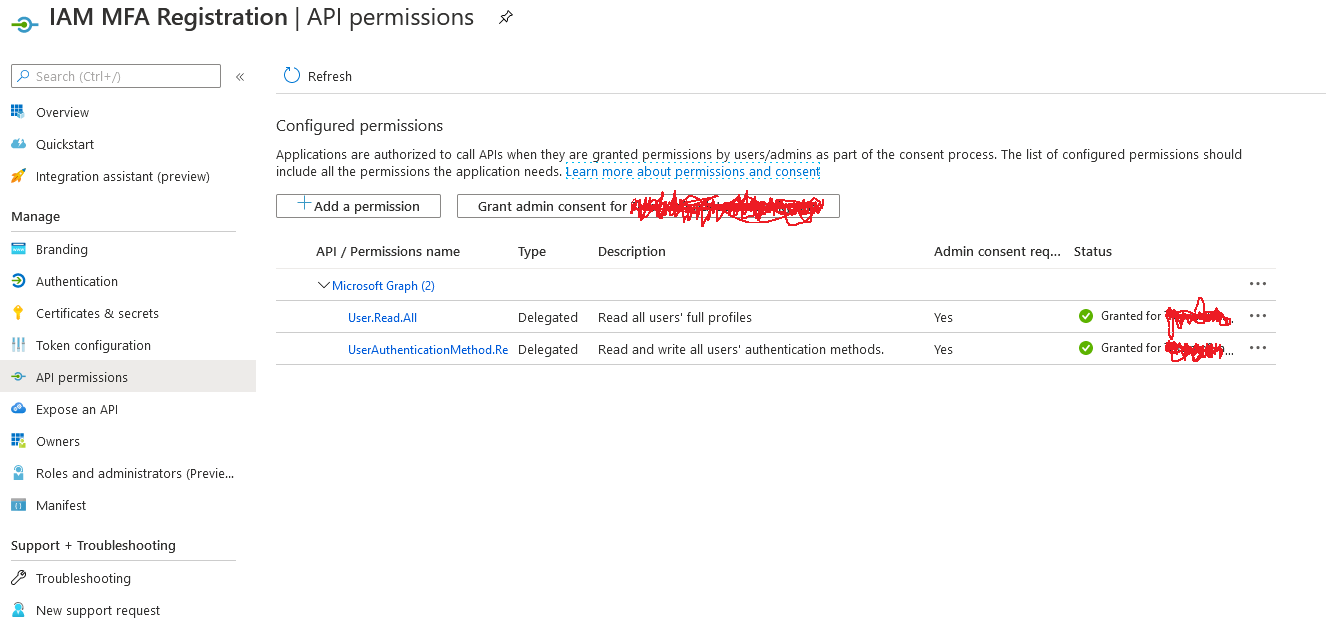 IAM MFA Registration | API permissions
Search (Ctrl+/)
«
Overview
Quickstart
Integration assistant (preview)
Manage
Branding
Authentication
Certificates & secrets
Token configuration
API permissions
Expose an API
Owners
Roles and administrators (Previe...
Manifest
Support + Troubleshooting
Troubleshooting
New support request
Refresh
Configured permissions
Applications are authorized to call APIs when they are granted permissions by users/admins as part of the consent process. The list of configured permissions should
include all the permissions the application needs. Learn more about permissions and consent
Add a permission Grant admin consent for
API / Permissions name Type Description Admin consent req... Status
Microsoft Graph (2)
User.Read.All Delegated Read all users' full profiles Yes Granted for
UserAuthenticationMethod.Re Delegated Read and write all users' authentication methods. Yes Granted for